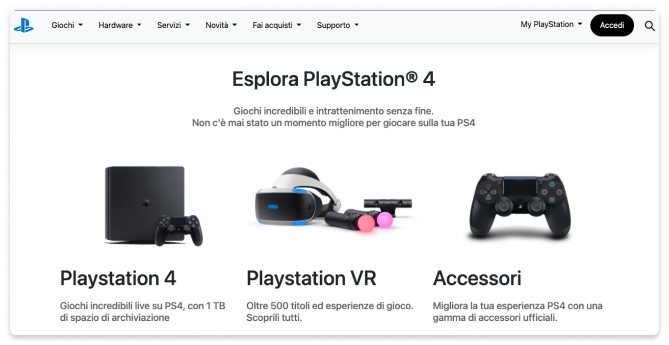 Giochi Hardware Servizi Novità Fai acquisti Supporto My PlayStation Accedi
Esplora PlayStation® 4
Giochi incredibili e intrattenimento senza fine.
Non c'è mai stato un momento migliore per giocare sulla tua PS4
Playstation 4
Giochi incredibili live su PS4, con 1 TB
di spazio di archiviazione
Playstation VR
Oltre 500 titoli ed esperienze di gioco.
Scoprili tutti.
Accessori
Migliora la tua esperienza PS4 con una
gamma di accessori ufficiali.